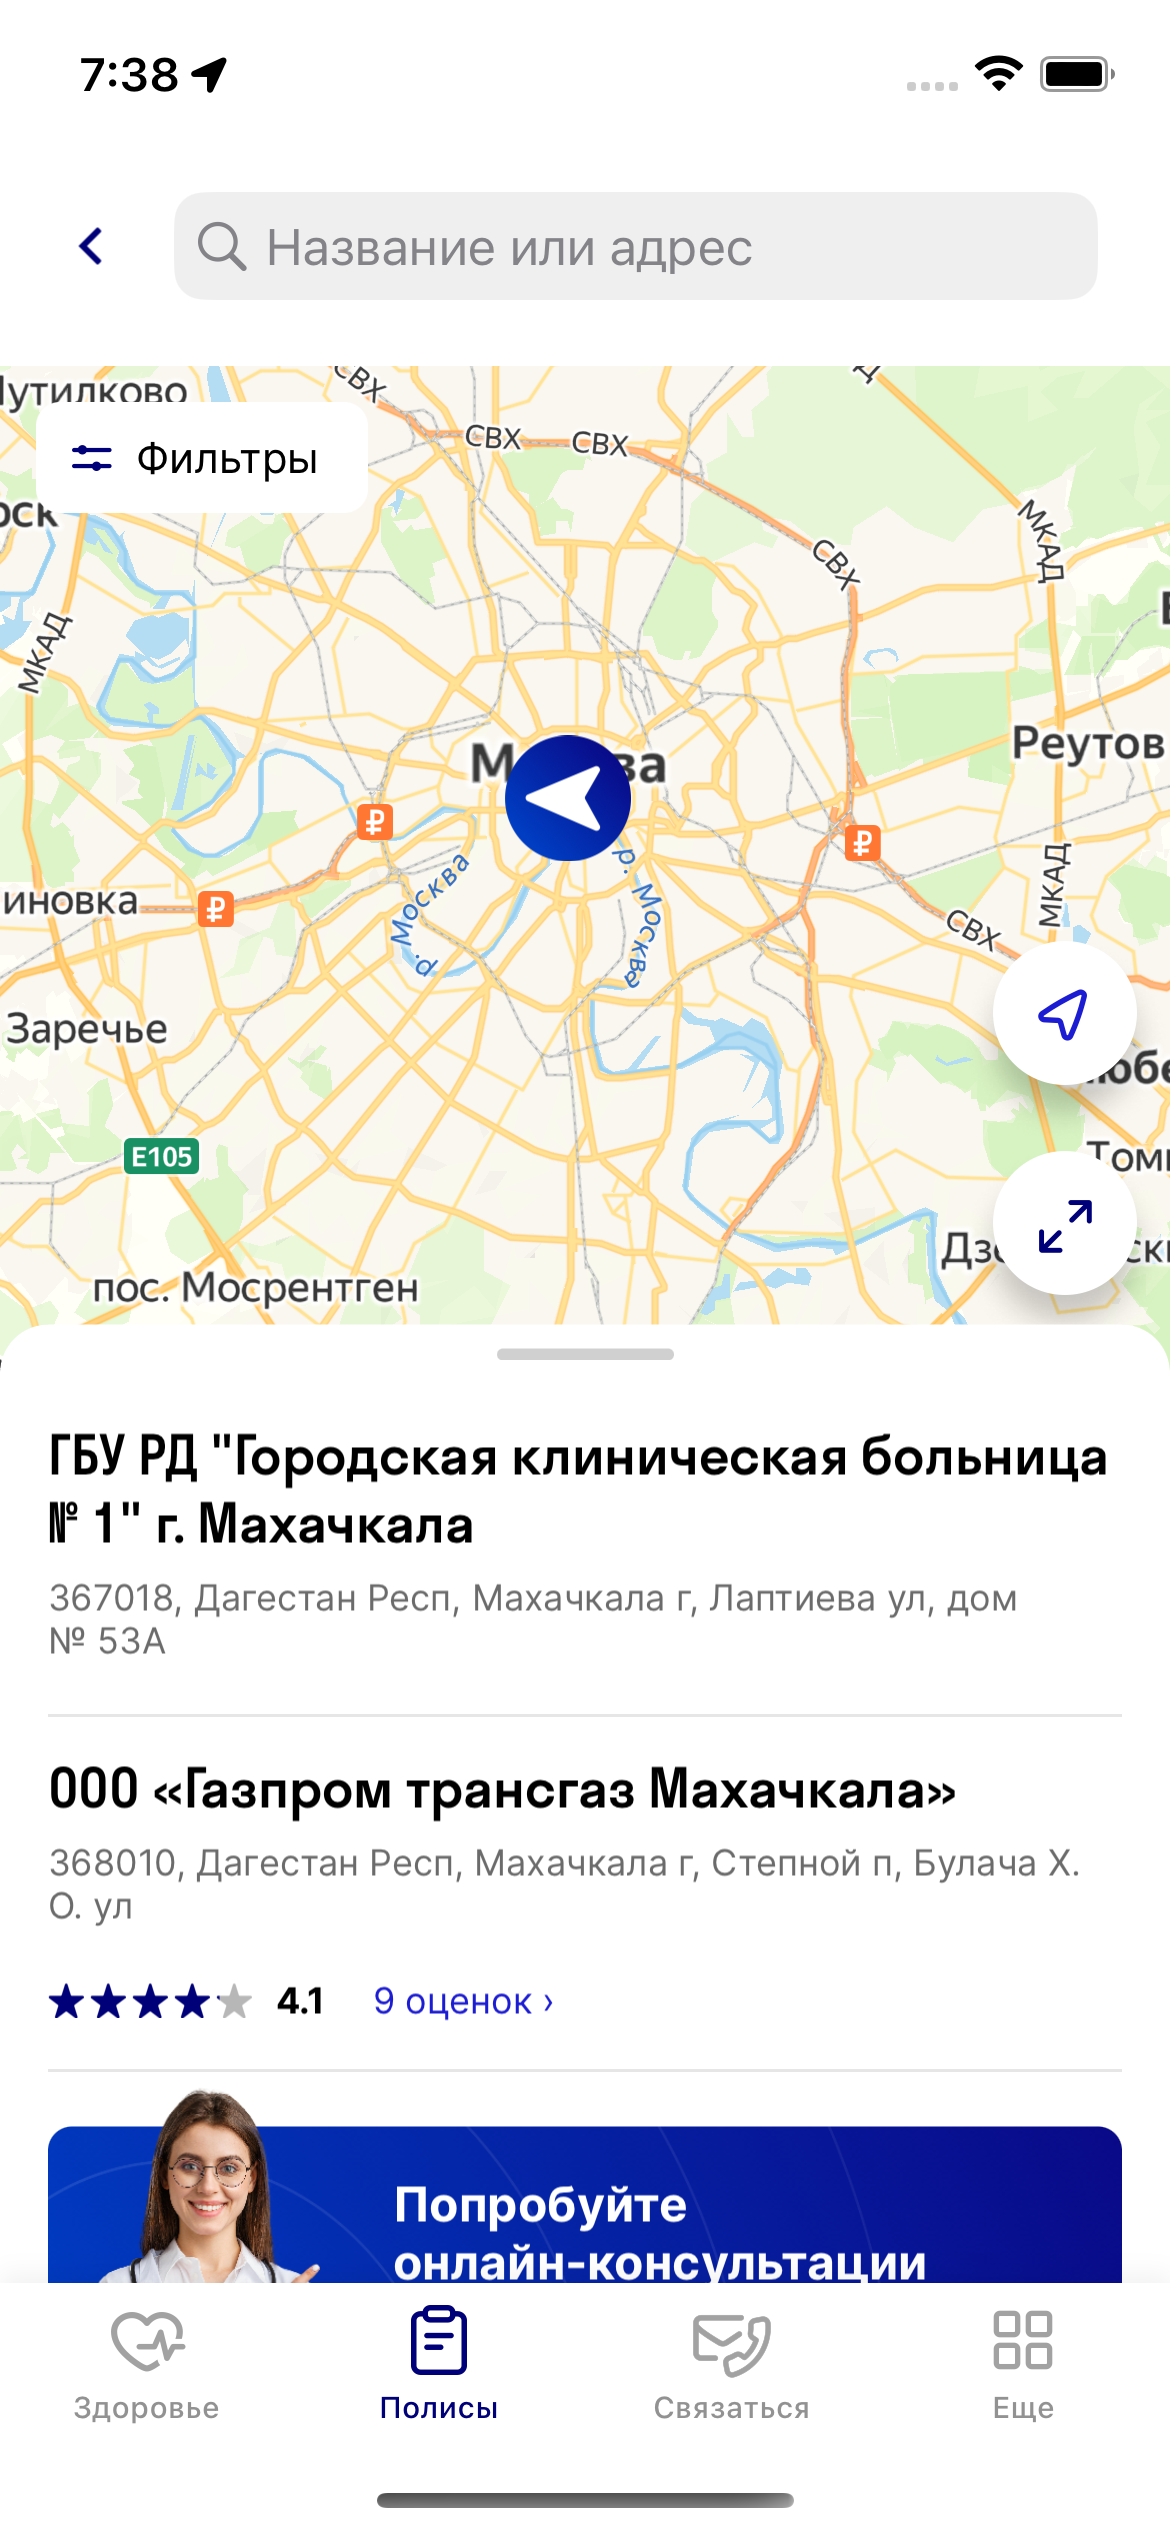 7:38
Название или адрес
Фильтры
СВХ
СВХ
СВХ
СВХ
МКАД
МКАД
Москва
Реутов
₽
₽
р. Москва
р. Москва
МКАД
₽
СВХ
Заречье
E105
пос. Мосрентген
ГБУ РД "Городская клиническая больница
№ 1" г. Махачкала
367018, Дагестан Респ, Махачкала г, Лаптиева ул, дом
№ 53А
ООО «Газпром трансгаз Махачкала»
368010, Дагестан Респ, Махачкала г, Степной п, Булача Х.
О. ул
4.1 9 оценок ›
Попробуйте
онлайн-консультации
Здоровье
Полисы
Связаться
Еще